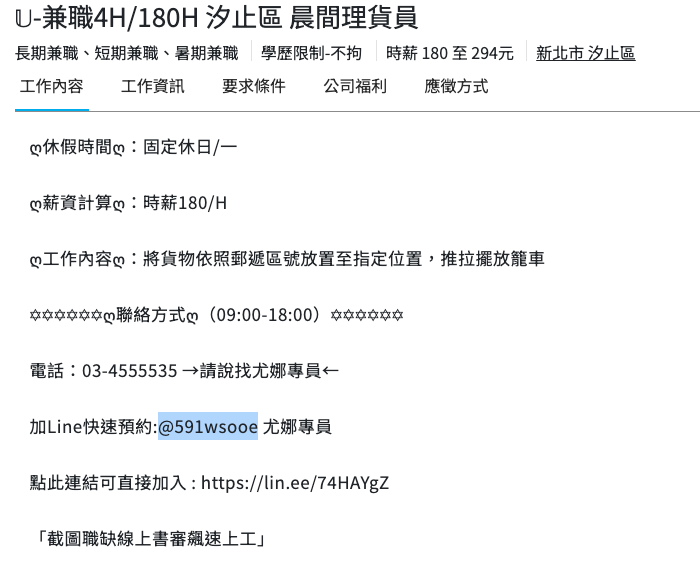 𝕌-兼職4H/180H 汐止區 晨間理貨員
長期兼職、短期兼職、暑期兼職 學歷限制-不拘 時薪 180 至 294元 新北市 汐止區
工作內容 工作資訊 要求條件 公司福利 應徵方式
ღ休假時間ღ：固定休日/一
ღ薪資計算ღ：時薪180/H
ღ工作內容ღ：將貨物依照郵遞區號放置至指定位置，推拉擺放籠車
✡✡✡✡✡✡ღ聯絡方式ღ（09:00-18:00）✡✡✡✡✡✡
電話：03-4555535 →請說找尤娜專員←
加Line快速預約:@591wsooe 尤娜專員
點此連結可直接加入 : https://lin.ee/74HAYgZ
「截圖職缺線上書審飆速上工」